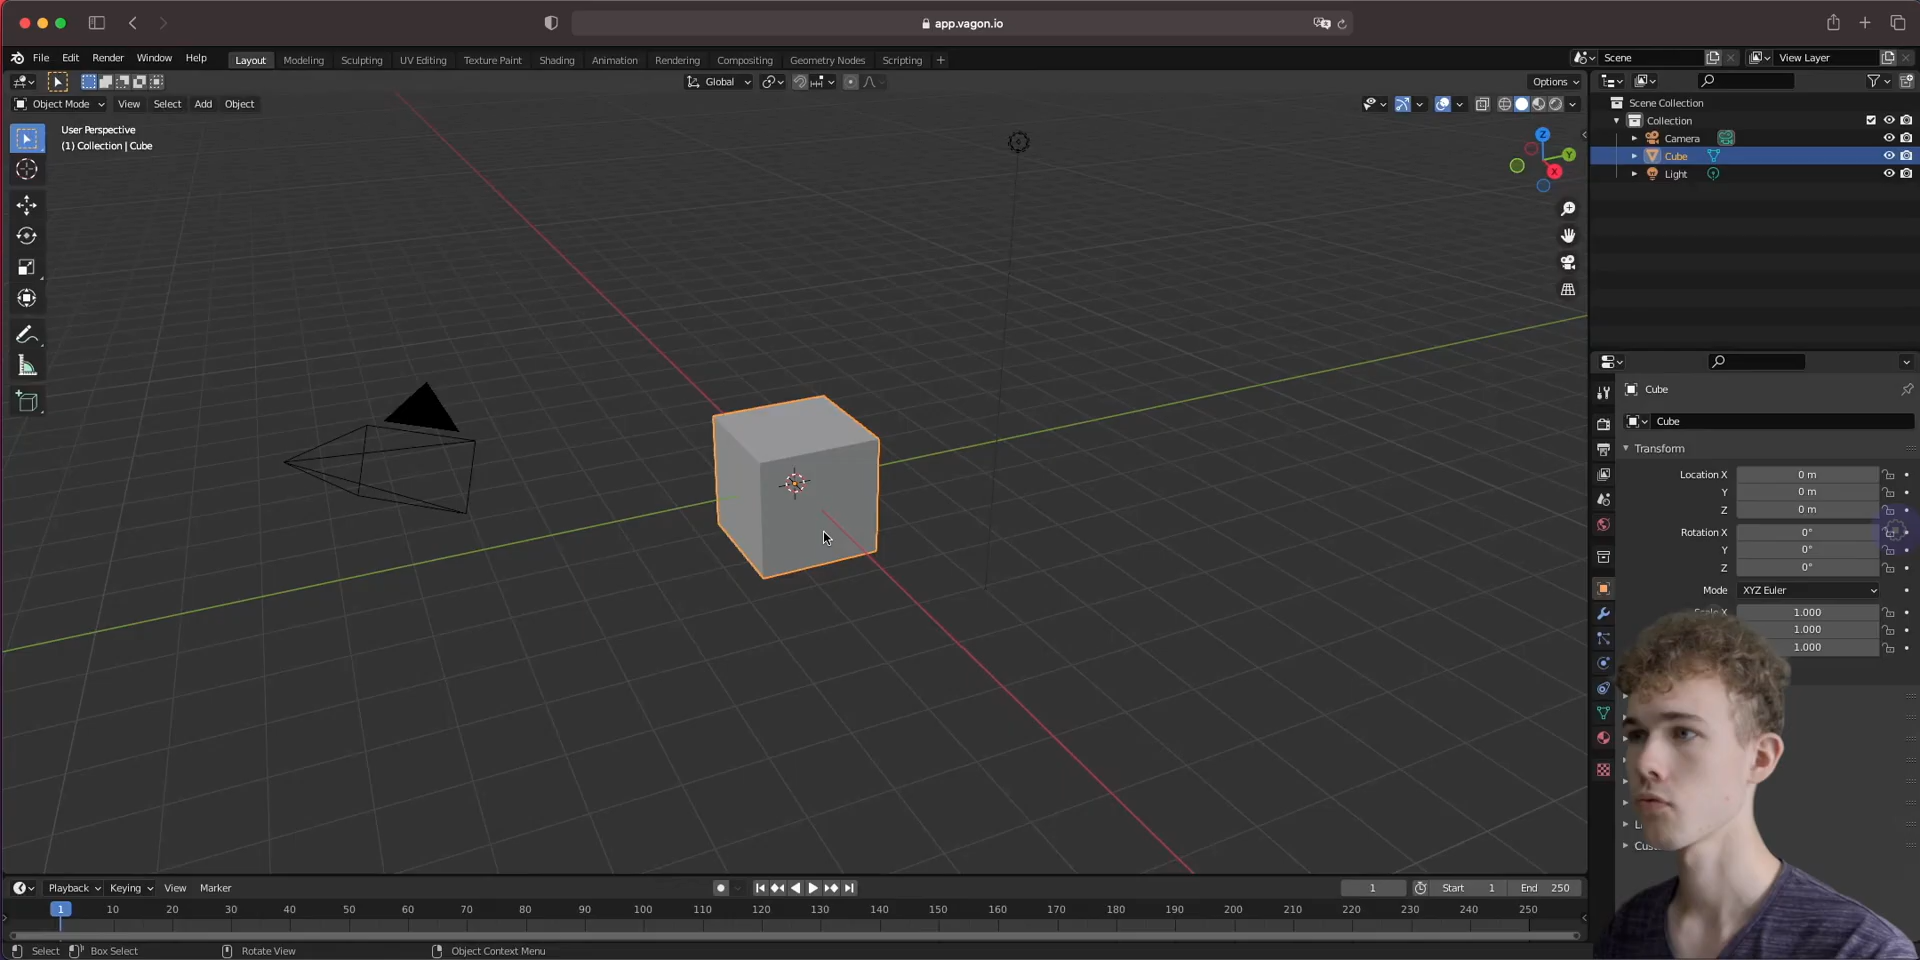 app.vagon.io
File Edit Render Window Help Layout Modeling Sculpting UV Editing Texture Paint Shading Animation Rendering Compositing Geometry Nodes Scripting + Scene View Layer
Global Options
Object Mode View Select Add Object
User Perspective
(1) Collection | Cube
Z
Y
X
Scene Collection
Collection
Camera
Cube
Light
Cube
Cube
Transform
Location X 0 m
Y 0 m
Z 0 m
Rotation X 0°
Y 0°
Z 0°
Mode XYZ Euler
Scale X 1.000
1.000
1.000
Playback Keying View Marker 1 Start 1 End 250
1 10 20 30 40 50 60 70 80 90 100 110 120 130 140 150 160 170 180 190 200 210 220 230 240 250
Select Box Select Rotate View Object Context Menu